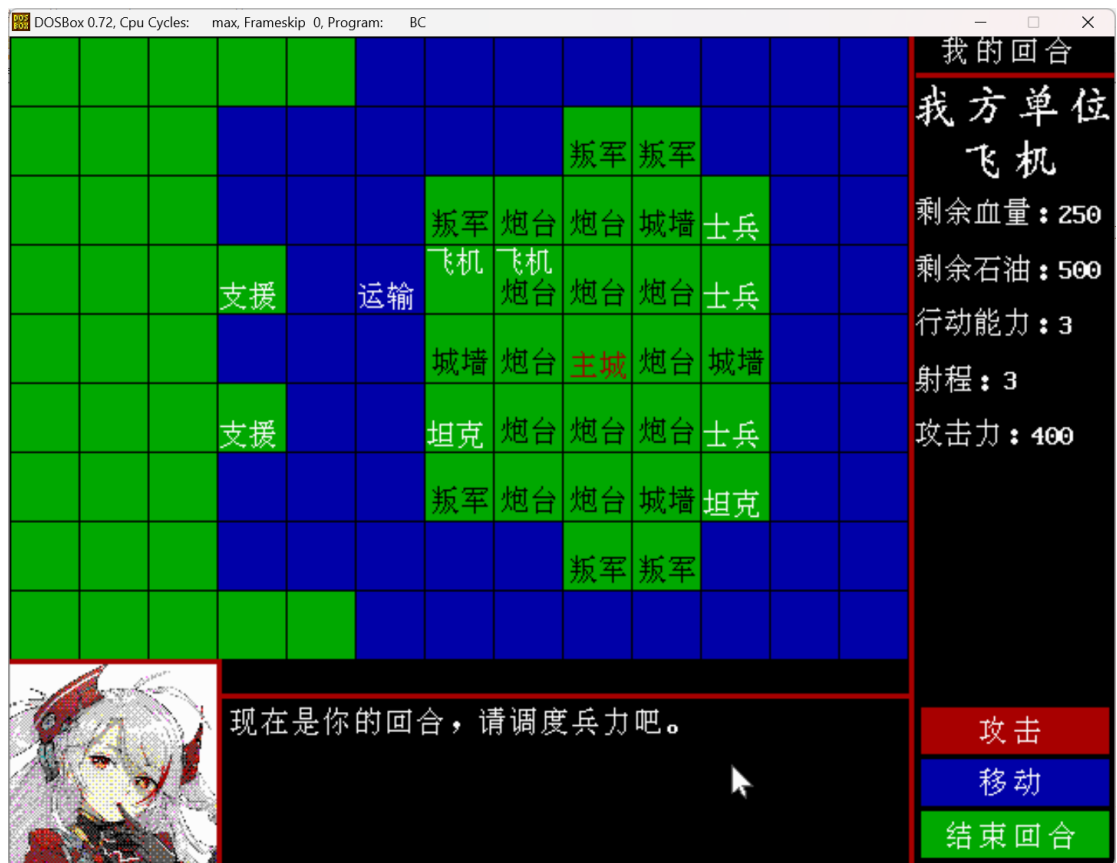 DOSBox 0.72, Cpu Cycles: max, Frameskip 0, Program: BC
我的回合
我方单位
飞机
剩余血量:250
剩余石油:500
行动能力:3
射程:3
攻击力:400
叛军 叛军
叛军 炮台 炮台 城墙 士兵
飞机 飞机
支援 运输 炮台 炮台 炮台 士兵
城墙 炮台 主城 炮台 城墙
支援 坦克 炮台 炮台 炮台 士兵
叛军 炮台 炮台 城墙 坦克
叛军 叛军
现在是你的回合,请调度兵力吧。
攻击
移动
结束回合